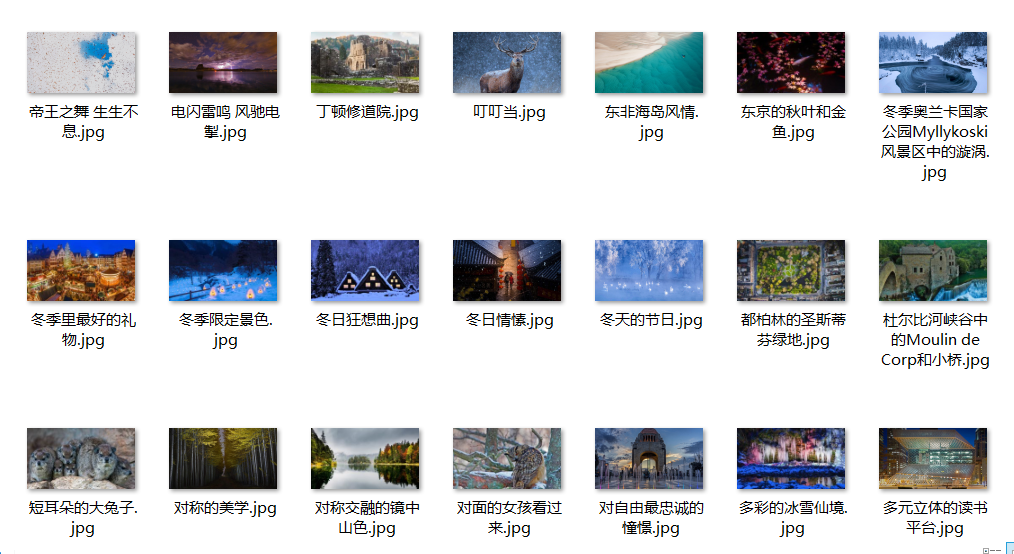 帝王之舞 生生不
息.jpg
电闪雷鸣 风驰电
掣.jpg
丁顿修道院.jpg
叮叮当.jpg
东非海岛风情.
jpg
东京的秋叶和金
鱼.jpg
冬季奥兰卡国家
公园Myllykoski
风景区中的漩涡.
jpg
冬季里最好的礼
物.jpg
冬季限定景色.
jpg
冬日狂想曲.jpg
冬日情愫.jpg
冬天的节日.jpg
都柏林的圣斯蒂
芬绿地.jpg
杜尔比河峡谷中
的Moulin de
Corp和小桥.jpg
短耳朵的大兔子.
jpg
对称的美学.jpg
对称交融的镜中
山色.jpg
对面的女孩看过
来.jpg
对自由最忠诚的
憧憬.jpg
多彩的冰雪仙境.
jpg
多元立体的读书
平台.jpg